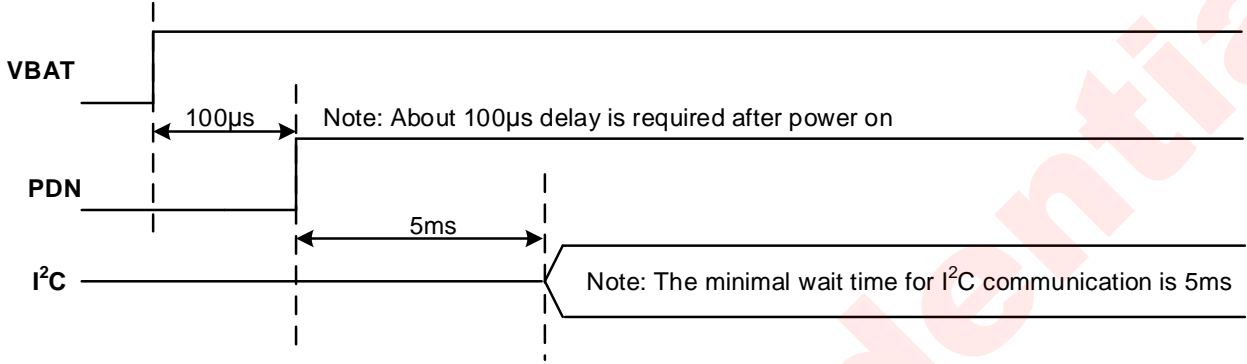 VBAT
100µs
Note: About 100µs delay is required after power on
PDN
5ms
I²C
Note: The minimal wait time for I²C communication is 5ms
dentia